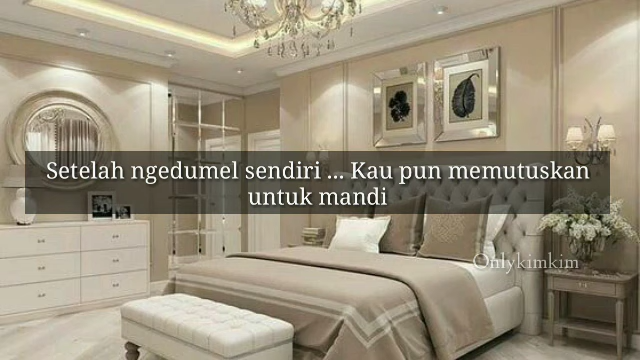 Setelah ngedumel sendiri ... Kau pun memutuskan
untuk mandi
Onlykimkim